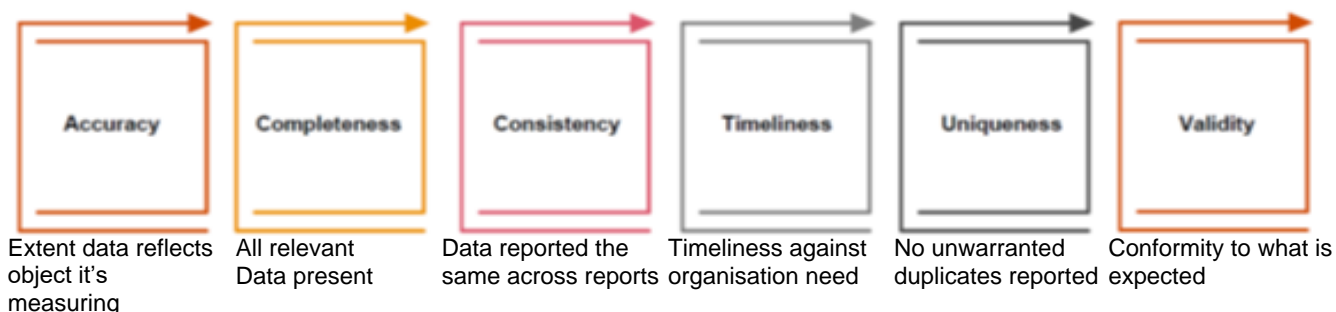 Accuracy
Completeness
Consistency
Timeliness
Uniqueness
Validity
Extent data reflects
object it's
measuring
All relevant
Data present
Data reported the
same across reports
Timeliness against
organisation need
No unwarranted
duplicates reported
Conformity to what is
expected